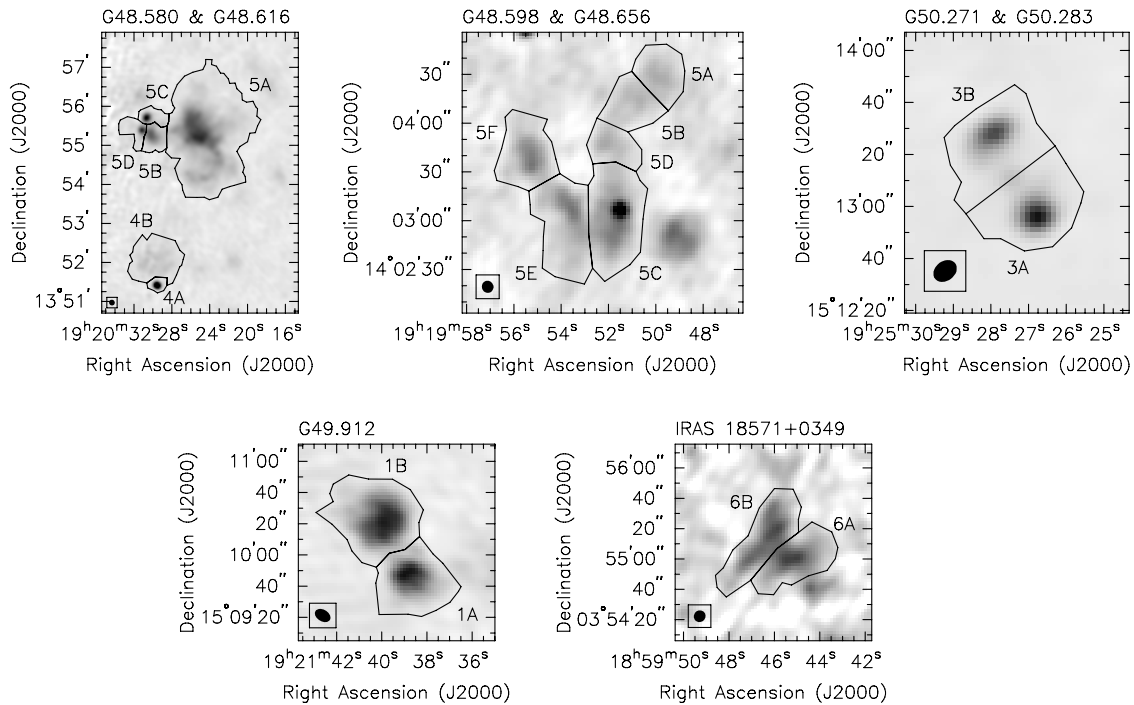 G48.580 & G48.616
Declination (J2000)
57'
56'
55'
54'
53'
52'
13°51'
5C
5A
5D
5B
4B
4A
19ʰ20ᵐ32ˢ 28ˢ 24ˢ 20ˢ 16ˢ
Right Ascension (J2000)
G48.598 & G48.656
Declination (J2000)
30"
04'00"
30"
03'00"
14°02'30"
5A
5F
5B
5D
5E
5C
19ʰ19ᵐ58ˢ 56ˢ 54ˢ 52ˢ 50ˢ 48ˢ
Right Ascension (J2000)
G50.271 & G50.283
Declination (J2000)
14'00"
40"
20"
13'00"
40"
15°12'20"
3B
3A
19ʰ25ᵐ30ˢ 29ˢ 28ˢ 27ˢ 26ˢ 25ˢ
Right Ascension (J2000)
G49.912
Declination (J2000)
11'00"
40"
20"
10'00"
40"
15°09'20"
1B
1A
19ʰ21ᵐ42ˢ 40ˢ 38ˢ 36ˢ
Right Ascension (J2000)
IRAS 18571+0349
Declination (J2000)
56'00"
40"
20"
55'00"
40"
03°54'20"
6B
6A
18ʰ59ᵐ50ˢ 48ˢ 46ˢ 44ˢ 42ˢ
Right Ascension (J2000)